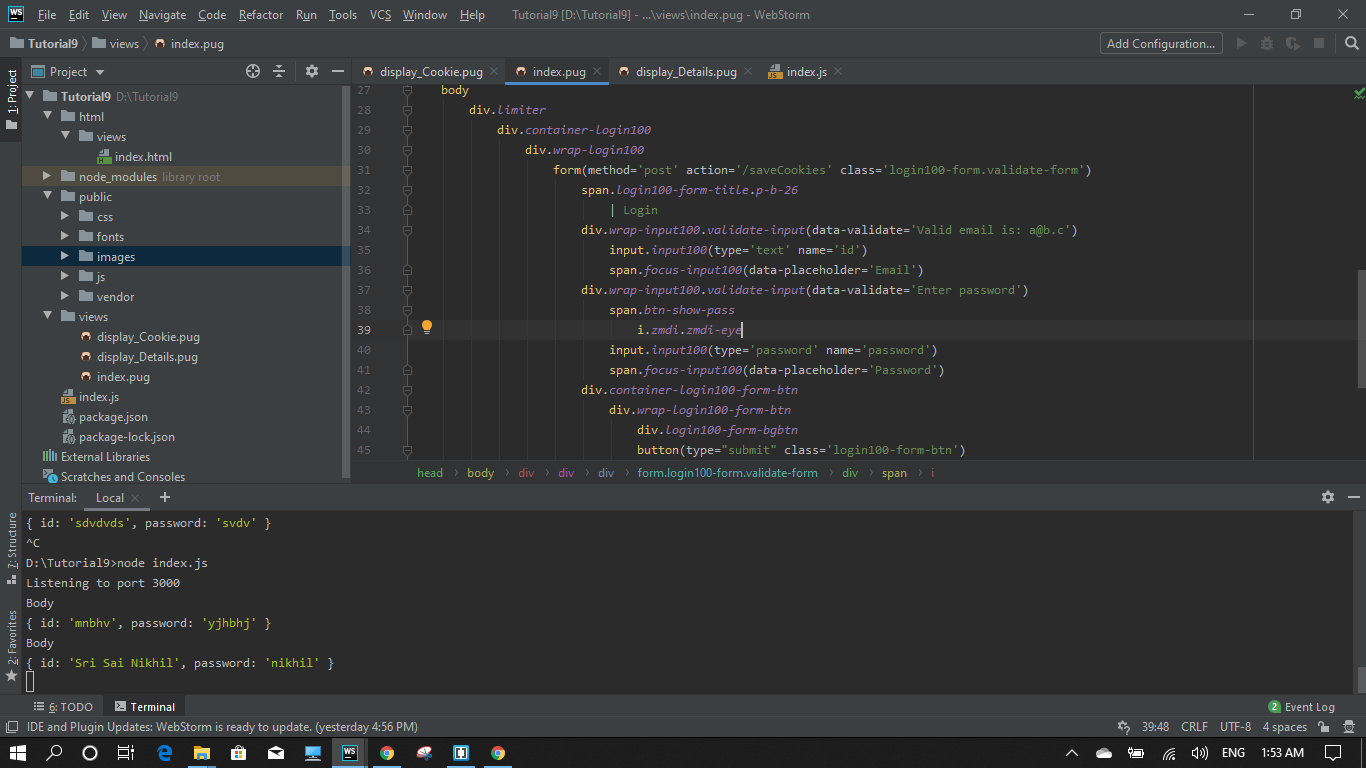 WS File Edit View Navigate Code Refactor Run Tools VCS Window Help Tutorial9 [D:\Tutorial9] - ...\views\index.pug - WebStorm
Tutorial9 views index.pug Add Configuration...
1: Project
Project display_Cookie.pug index.pug display_Details.pug index.js
Tutorial9 D:\Tutorial9
html
views
index.html
node_modules library root
public
css
fonts
images
js
vendor
views
display_Cookie.pug
display_Details.pug
index.pug
index.js
package.json
package-lock.json
External Libraries
Scratches and Consoles
27 body
28 div.limiter
29 div.container-login100
30 div.wrap-login100
31 form(method='post' action='/saveCookies' class='login100-form.validate-form')
32 span.login100-form-title.p-b-26
33 | Login
34 div.wrap-input100.validate-input(data-validate='Valid email is: a@b.c')
35 input.input100(type='text' name='id')
36 span.focus-input100(data-placeholder='Email')
37 div.wrap-input100.validate-input(data-validate='Enter password')
38 span.btn-show-pass
39 i.zmdi.zmdi-eye
40 input.input100(type='password' name='password')
41 span.focus-input100(data-placeholder='Password')
42 div.container-login100-form-btn
43 div.wrap-login100-form-btn
44 div.login100-form-bgbtn
45 button(type="submit" class='login100-form-btn')
head body div div div form.login100-form.validate-form div span i
Terminal: Local +
{ id: 'sdvdvds', password: 'svdv' }
^C
D:\Tutorial9>node index.js
Listening to port 3000
Body
{ id: 'mnbhv', password: 'yjhbhj' }
Body
{ id: 'Sri Sai Nikhil', password: 'nikhil' }
Z: Structure
2: Favorites
6: TODO Terminal 2 Event Log
IDE and Plugin Updates: WebStorm is ready to update. (yesterday 4:56 PM) 39:48 CRLF UTF-8 4 spaces
WS ENG 1:53 AM